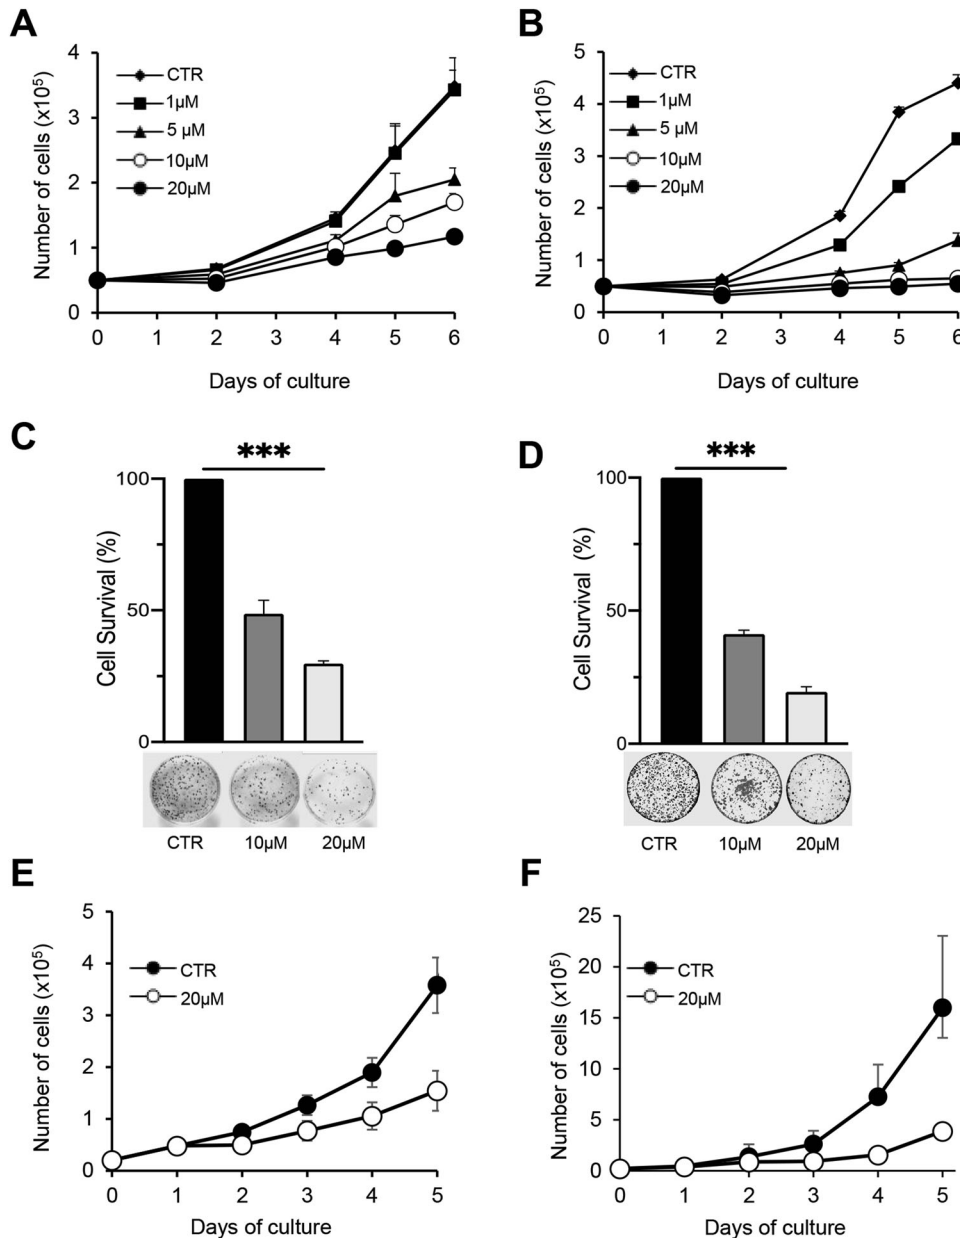 A
Number of cells (x10⁵)
4
3
2
1
0
CTR
1µM
5 µM
10µM
20µM
0 1 2 3 4 5 6
Days of culture
B
Number of cells (x10⁵)
5
4
3
2
1
0
CTR
1µM
5 µM
10µM
20µM
0 1 2 3 4 5 6
Days of culture
C
***
Cell Survival (%)
100
50
0
CTR 10µM 20µM
D
***
Cell Survival (%)
100
50
0
CTR 10µM 20µM
E
Number of cells (x10⁵)
5
4
3
2
1
0
CTR
20µM
0 1 2 3 4 5
Days of culture
F
Number of cells (x10⁵)
25
20
15
10
5
0
CTR
20µM
0 1 2 3 4 5
Days of culture